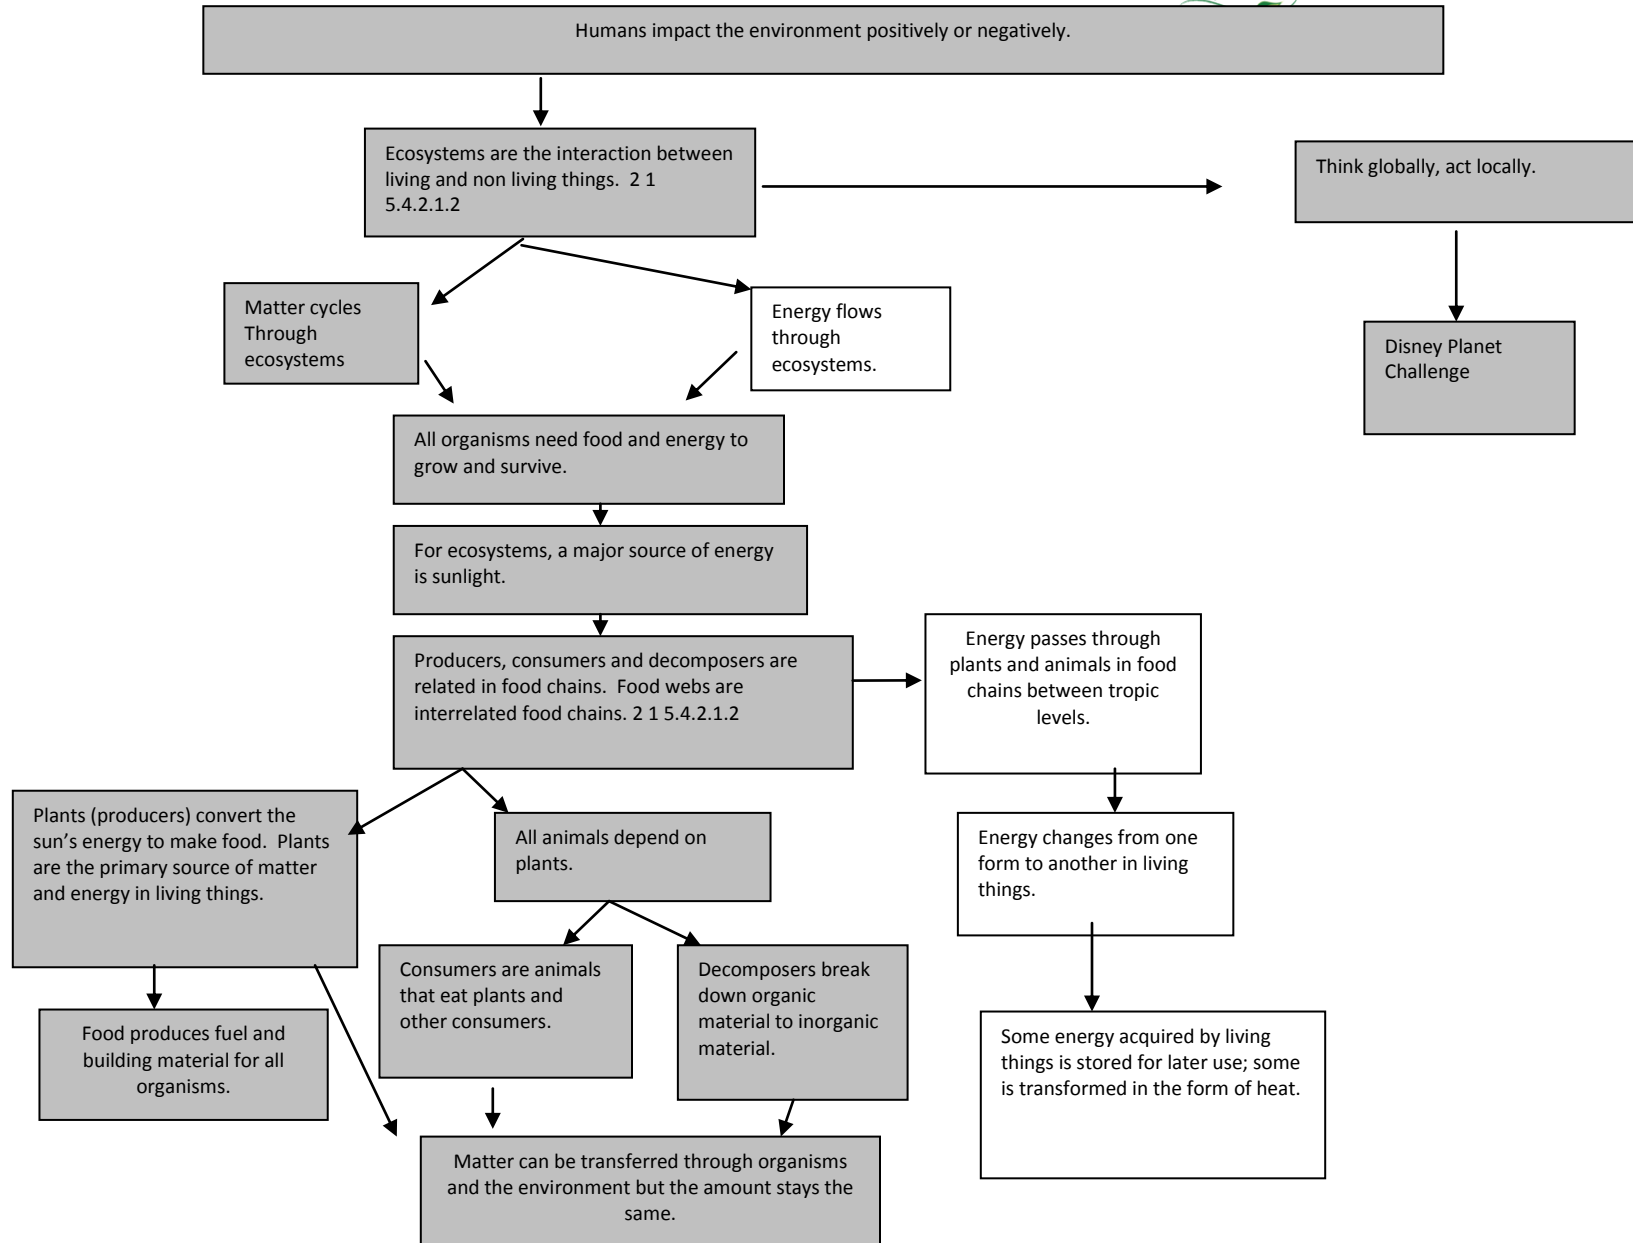 Humans impact the environment positively or negatively.
Ecosystems are the interaction between
living and non living things.  2 1
5.4.2.1.2
Think globally, act locally.
Matter cycles
Through
ecosystems
Energy flows
through
ecosystems.
Disney Planet
Challenge
All organisms need food and energy to
grow and survive.
For ecosystems, a major source of energy
is sunlight.
Producers, consumers and decomposers are
related in food chains.  Food webs are
interrelated food chains. 2 1 5.4.2.1.2
Energy passes through
plants and animals in food
chains between tropic
levels.
Plants (producers) convert the
sun’s energy to make food.  Plants
are the primary source of matter
and energy in living things.
All animals depend on
plants.
Energy changes from one
form to another in living
things.
Consumers are animals
that eat plants and
other consumers.
Decomposers break
down organic
material to inorganic
material.
Food produces fuel and
building material for all
organisms.
Some energy acquired by living
things is stored for later use; some
is transformed in the form of heat.
Matter can be transferred through organisms
and the environment but the amount stays the
same.